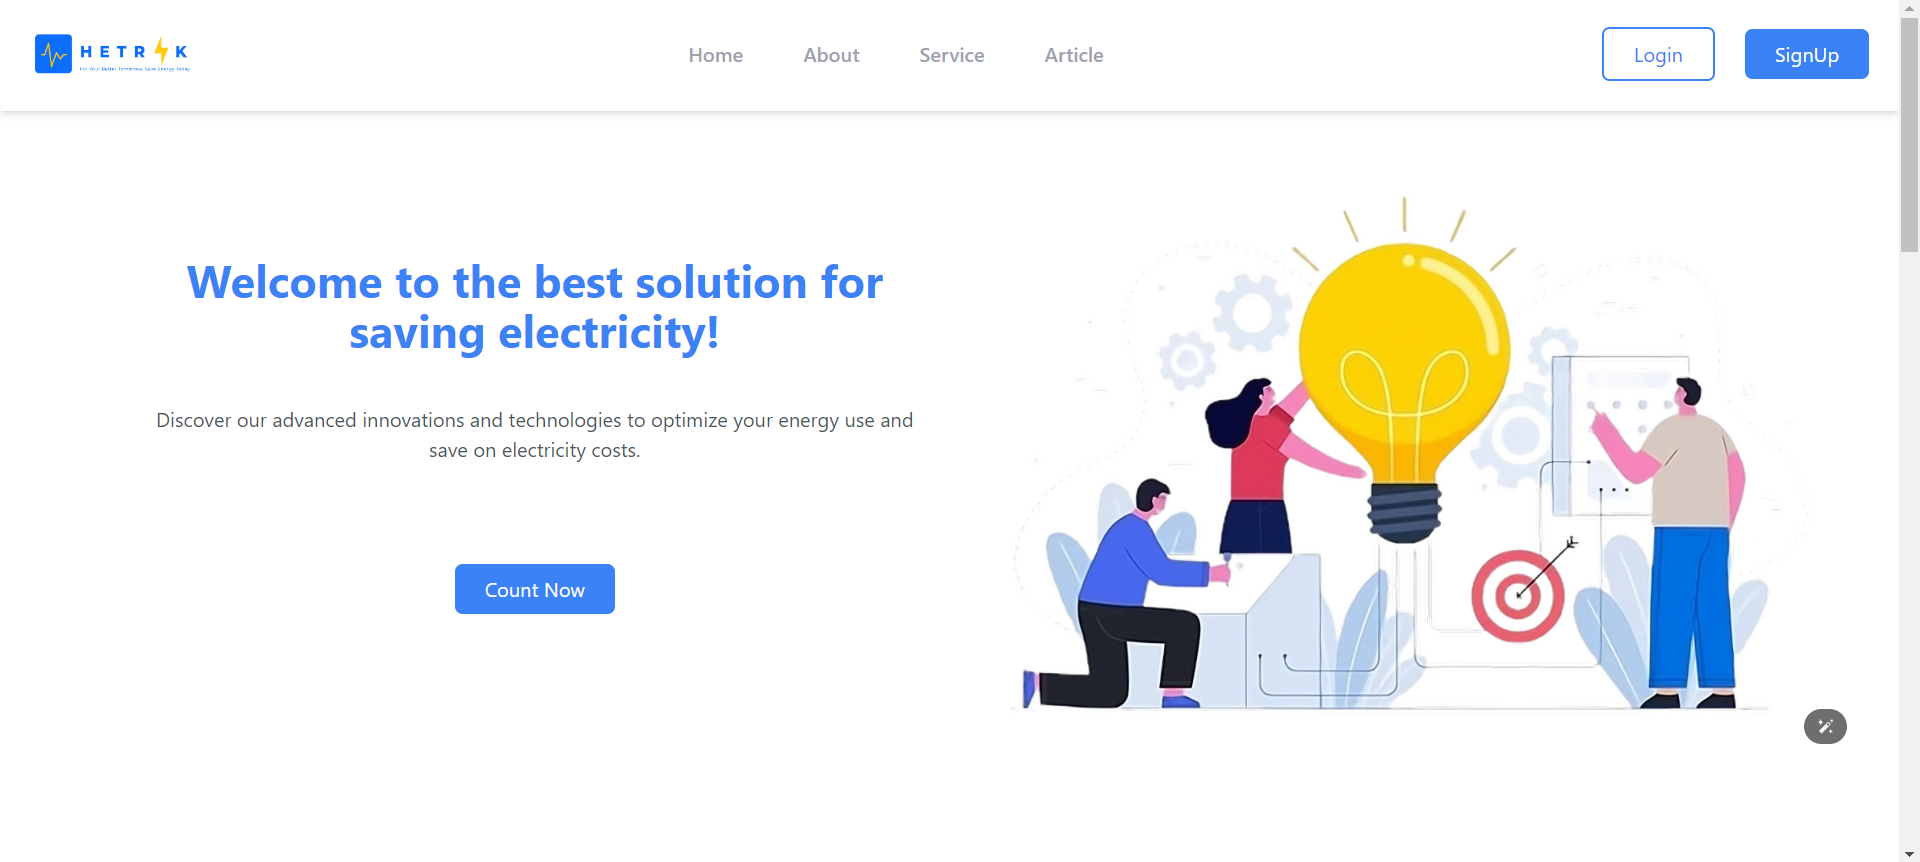 HETR K
For Your Better Tomorrow, Save Energy Today
Home
About
Service
Article
Login
SignUp
Welcome to the best solution for
saving electricity!
Discover our advanced innovations and technologies to optimize your energy use and
save on electricity costs.
Count Now